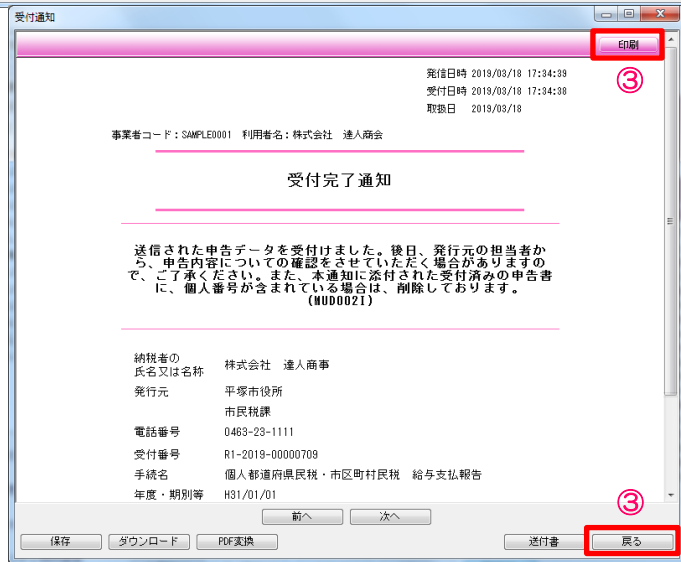 受付通知
印刷
③
発信日時 2019/03/18 17:34:39
受付日時 2019/03/18 17:34:38
取扱日 2019/03/18
事業者コード：SAMPLE0001 利用者名：株式会社 達人商会
受付完了通知
送信された申告データを受付けました。後日、発行元の担当者か
ら、申告内容についての確認をさせていただく場合がありますの
で、ご了承ください。また、本通知に添付された受付済みの申告書
に、個人番号が含まれている場合は、削除しております。
(MUD002I)
納税者の
氏名又は名称 株式会社 達人商事
発行元 平塚市役所
市民税課
電話番号 0463-23-1111
受付番号 R1-2019-00000709
手続名 個人都道府県民税・市区町村民税 給与支払報告
年度・期別等 H31/01/01
③
前へ 次へ
保存 ダウンロード PDF変換 送付書 戻る